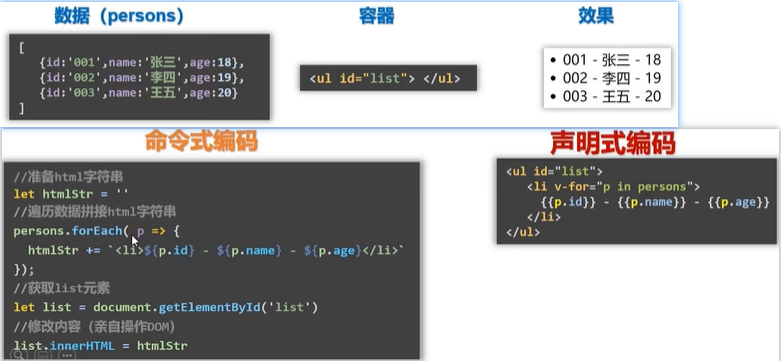 数据（persons）
[
{id:'001',name:'张三',age:18},
{id:'002',name:'李四',age:19},
{id:'003',name:'王五',age:20}
]
容器
<ul id="list"> </ul>
效果
• 001 - 张三 - 18
• 002 - 李四 - 19
• 003 - 王五 - 20
命令式编码
//准备html字符串
let htmlStr = ''
//遍历数据拼接html字符串
persons.forEach( p => {
htmlStr += `<li>${p.id} - ${p.name} - ${p.age}</li>`
});
//获取list元素
let list = document.getElementById('list')
//修改内容（亲自操作DOM）
list.innerHTML = htmlStr
声明式编码
<ul id="list">
<li v-for="p in persons">
{{p.id}} - {{p.name}} - {{p.age}}
</li>
</ul>